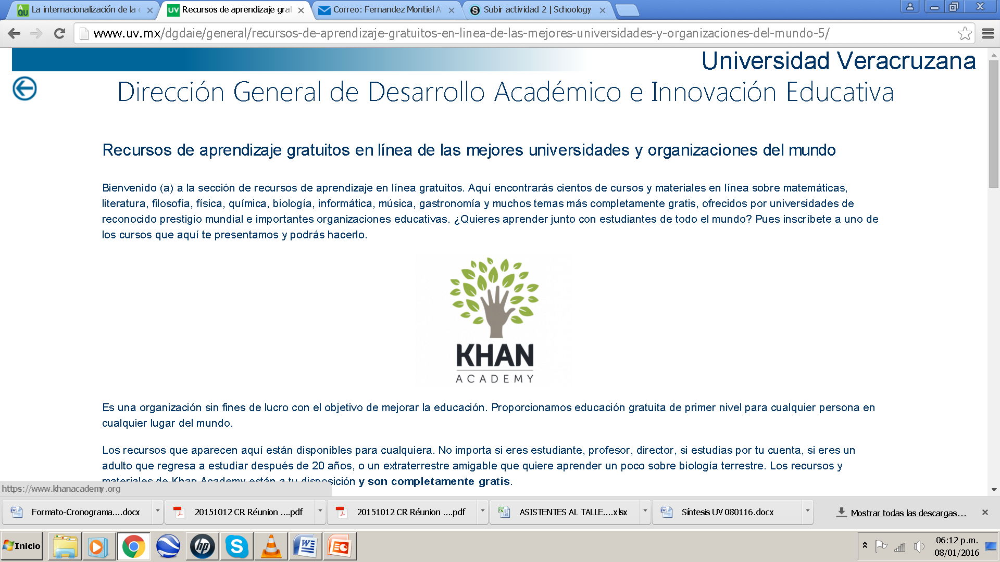 La internacionalización de la e
Recursos de aprendizaje grat
Correo: Fernandez Montiel A
Subir actividad 2 | Schoology
www.uv.mx/dgdaie/general/recursos-de-aprendizaje-gratuitos-en-linea-de-las-mejores-universidades-y-organizaciones-del-mundo-5/
Universidad Veracruzana
Dirección General de Desarrollo Académico e Innovación Educativa
Recursos de aprendizaje gratuitos en línea de las mejores universidades y organizaciones del mundo
Bienvenido (a) a la sección de recursos de aprendizaje en línea gratuitos. Aquí encontrarás cientos de cursos y materiales en línea sobre matemáticas,
literatura, filosofía, física, química, biología, informática, música, gastronomía y muchos temas más completamente gratis, ofrecidos por universidades de
reconocido prestigio mundial e importantes organizaciones educativas. ¿Quieres aprender junto con estudiantes de todo el mundo? Pues inscríbete a uno de
los cursos que aquí te presentamos y podrás hacerlo.
KHAN
ACADEMY
Es una organización sin fines de lucro con el objetivo de mejorar la educación. Proporcionamos educación gratuita de primer nivel para cualquier persona en
cualquier lugar del mundo.
Los recursos que aparecen aquí están disponibles para cualquiera. No importa si eres estudiante, profesor, director, si estudias por tu cuenta, si eres un
adulto que regresa a estudiar después de 20 años, o un extraterrestre amigable que quiere aprender un poco sobre biología terrestre. Los recursos y
materiales de Khan Academy están a tu disposición y son completamente gratis.
https://www.khanacademy.org
Formato-Cronograma....docx
20151012 CR Réunion ....pdf
20151012 CR Réunion ....pdf
ASISTENTES AL TALLE....xlsx
Síntesis UV 080116.docx
Mostrar todas las descargas...
Inicio
06:12 p.m.
08/01/2016